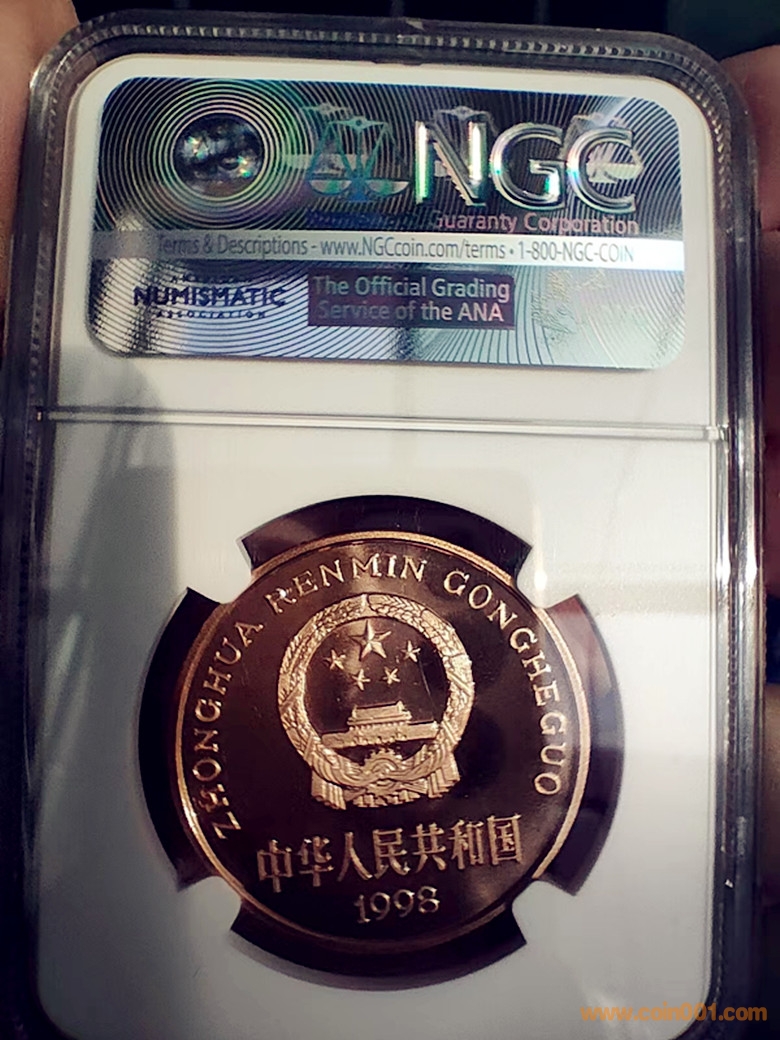 NGC
Guaranty Corporation
Terms & Descriptions - www.NGCcoin.com/terms • 1-800-NGC-COIN
NUMISMATIC
ASSOCIATION
The Official Grading
Service of the ANA
ZHONGHUA RENMIN GONGHEGUO
中华人民共和国
1998
www.coin001.com